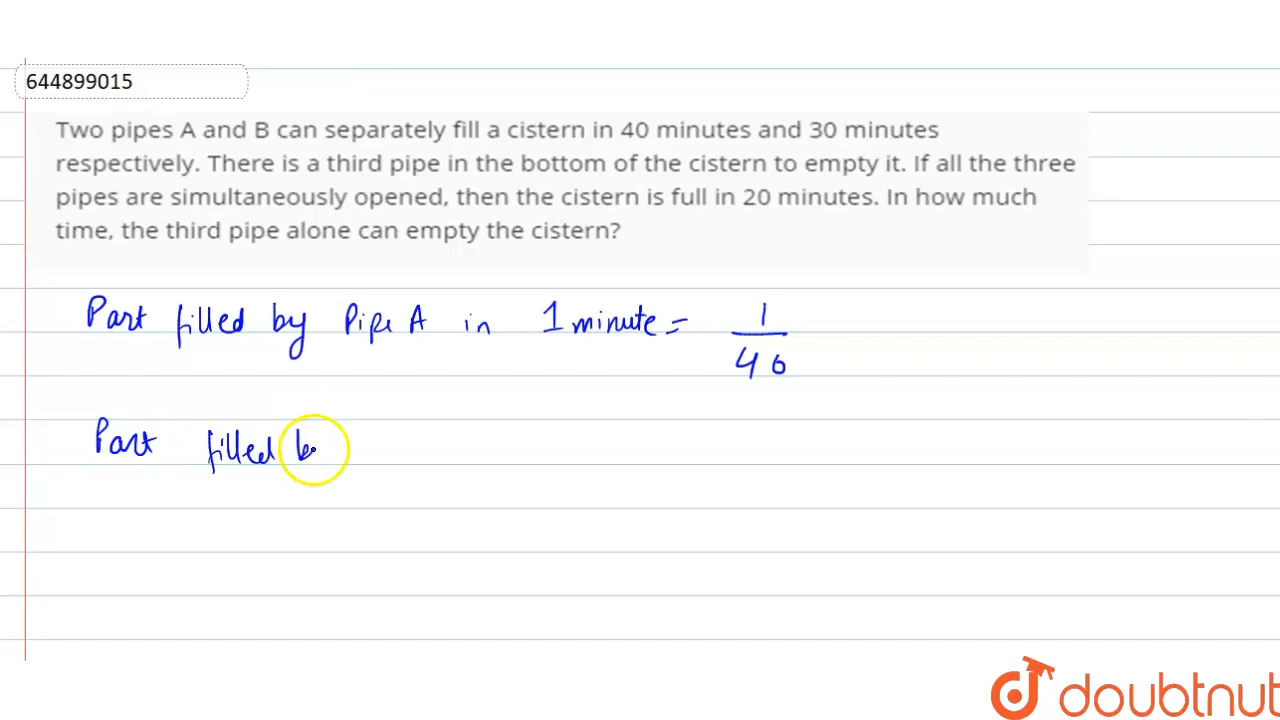 644899015
Two pipes A and B can separately fill a cistern in 40 minutes and 30 minutes
respectively. There is a third pipe in the bottom of the cistern to empty it. If all the three
pipes are simultaneously opened, then the cistern is full in 20 minutes. In how much
time, the third pipe alone can empty the cistern?
Part filled by Pipe A in 1 minute = 1/40
Part filled b
doubtnut